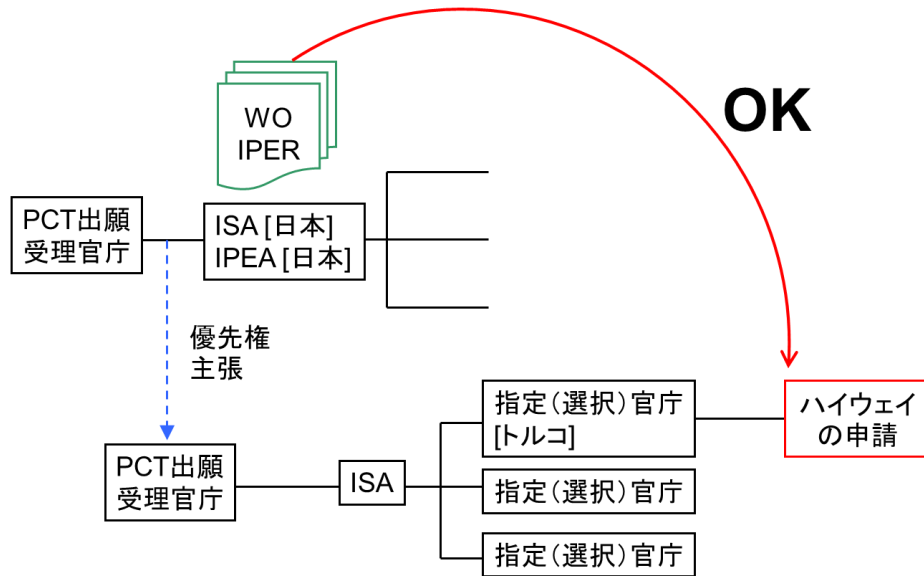 WO
IPER
OK
PCT出願
受理官庁
ISA [日本]
IPEA [日本]
優先権
主張
指定(選択)官庁
[トルコ]
ハイウェイ
の申請
PCT出願
受理官庁
ISA
指定(選択)官庁
指定(選択)官庁